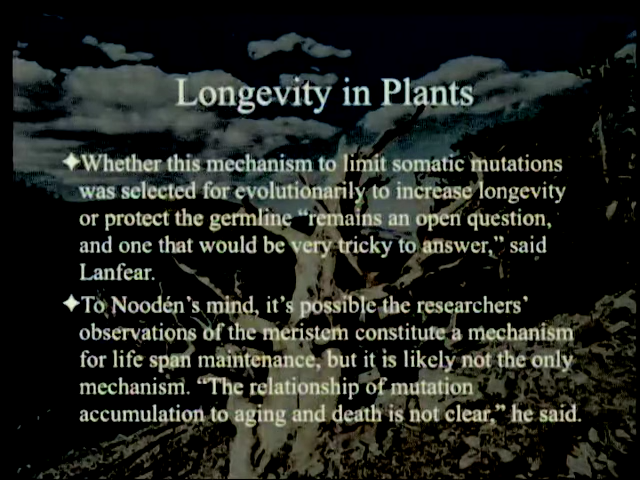 Longevity in Plants
✦Whether this mechanism to limit somatic mutations
was selected for evolutionarily to increase longevity
or protect the germline “remains an open question,
and one that would be very tricky to answer,” said
Lanfear.
✦To Noodén’s mind, it’s possible the researchers’
observations of the meristem constitute a mechanism
for life span maintenance, but it is likely not the only
mechanism. “The relationship of mutation
accumulation to aging and death is not clear,” he said.